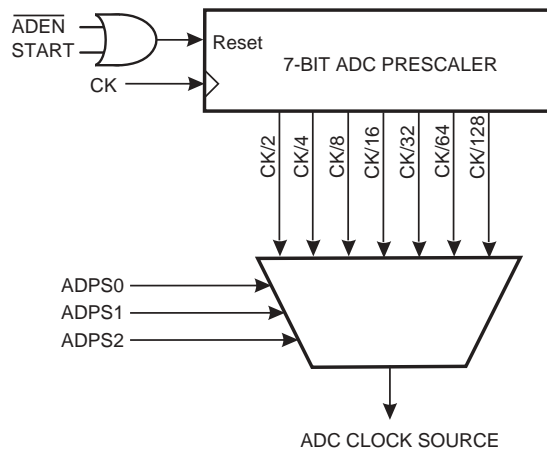 ADEN
START
Reset
7-BIT ADC PRESCALER
CK
CK/2
CK/4
CK/8
CK/16
CK/32
CK/64
CK/128
ADPS0
ADPS1
ADPS2
ADC CLOCK SOURCE